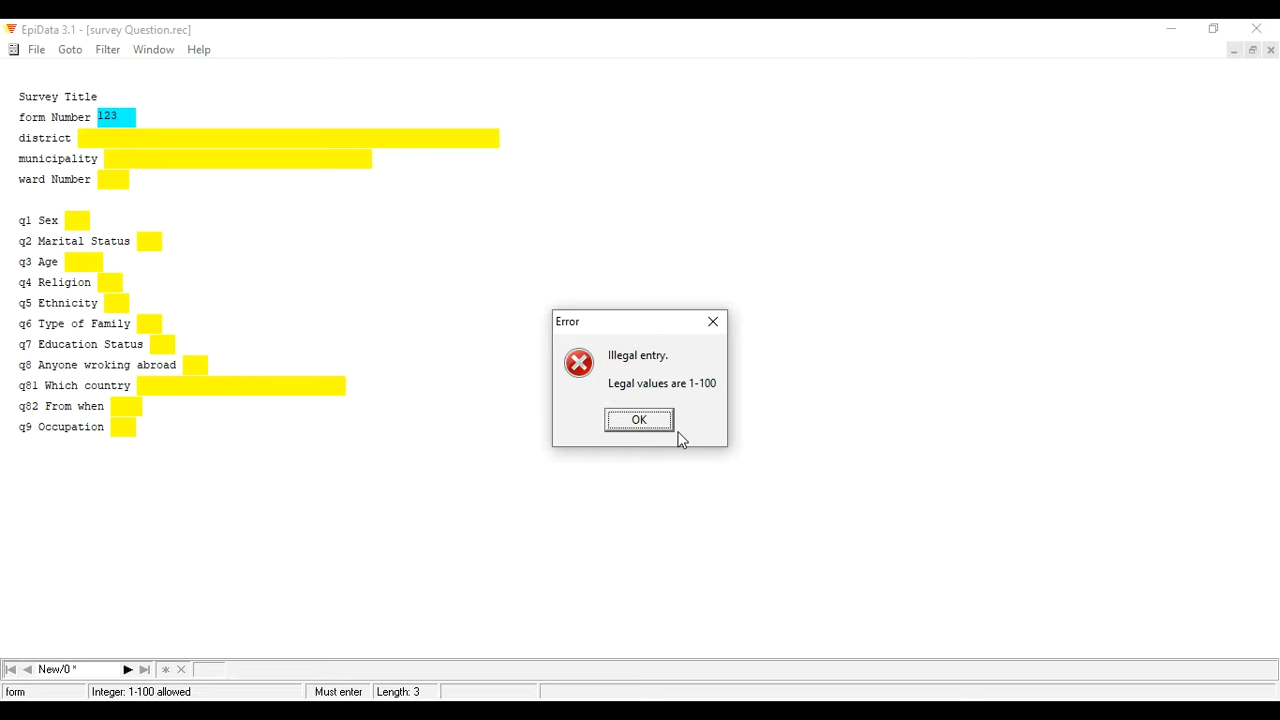 EpiData 3.1 - [survey Question.rec]
File Goto Filter Window Help
Survey Title
form Number 123
district
municipality
ward Number
q1 Sex
q2 Marital Status
q3 Age
q4 Religion
q5 Ethnicity
q6 Type of Family
q7 Education Status
q8 Anyone wroking abroad
q81 Which country
q82 From when
q9 Occupation
Error
Illegal entry.
Legal values are 1-100
OK
New/0 *
form Integer: 1-100 allowed Must enter Length: 3